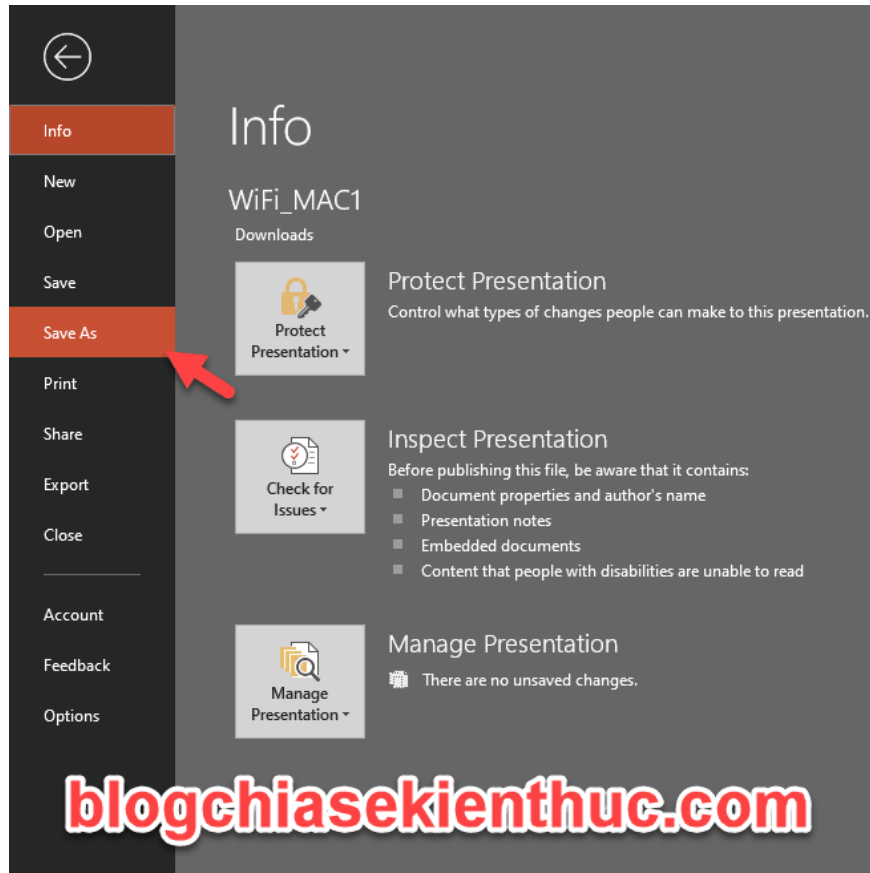 Info
New
Open
Save
Save As
Print
Share
Export
Close
Account
Feedback
Options
Info
WiFi_MAC1
Downloads
Protect
Presentation
Protect Presentation
Control what types of changes people can make to this presentation.
Check for
Issues
Inspect Presentation
Before publishing this file, be aware that it contains:
Document properties and author's name
Presentation notes
Embedded documents
Content that people with disabilities are unable to read
Manage
Presentation
Manage Presentation
There are no unsaved changes.
blogchiasekienthuc.com